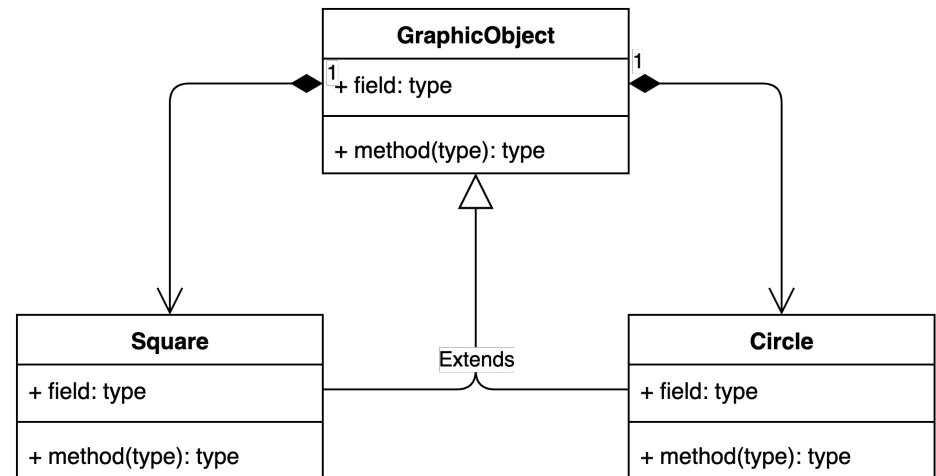 GraphicObject
1
1
+ field: type
+ method(type): type
Square
Extends
Circle
+ field: type
+ field: type
+ method(type): type
+ method(type): type